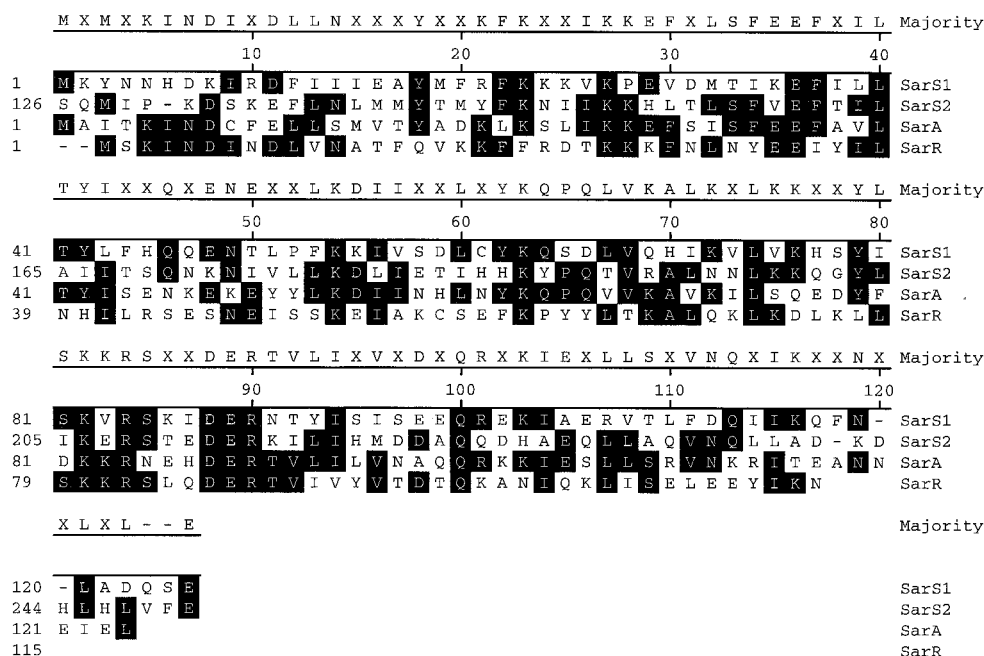 M X M X K I N D I X D L L N X X X Y X X K F K X X I K K E F X L S F E E F X I L Majority
10 20 30 40
1 M K Y N N H D K I R D F I I I E A Y M F R F K K K V K P E V D M T I K E F I L L SarS1
126 S Q M I P - K D S K E F L N L M M Y T M Y F K N I I K K H L T L S F V E F T I L SarS2
1 M A I T K I N D C F E L L S M V T Y A D K L K S L I K K E F S I S F E E F A V L SarA
1 - - M S K I N D I N D L V N A T F Q V K K F F R D T K K K F N L N Y E E I Y I L SarR
T Y I X X Q X E N E X X L K D I I X X L X Y K Q P Q L V K A L K X L K K X X Y L Majority
50 60 70 80
41 T Y L F H Q Q E N T L P F K K I V S D L C Y K Q S D L V Q H I K V L V K H S Y I SarS1
165 A I I T S Q N K N I V L L K D L I E T I H H K Y P Q T V R A L N N L K K Q G Y L SarS2
41 T Y I S E N K E K E Y Y L K D I I N H L N Y K Q P Q V V K A V K I L S Q E D Y F SarA
39 N H I L R S E S N E I S S K E I A K C S E F K P Y Y L T K A L Q K L K D L K L L SarR
S K K R S X X D E R T V L I X V X D X Q R X K I E X L L S X V N Q X I K X X N X Majority
90 100 110 120
81 S K V R S K I D E R N T Y I S I S E E Q R E K I A E R V T L F D Q I I K Q F N - SarS1
205 I K E R S T E D E R K I L I H M D D A Q Q D H A E Q L L A Q V N Q L L A D - K D SarS2
81 D K K R N E H D E R T V L I L V N A Q Q R K K I E S L L S R V N K R I T E A N N SarA
79 S K K R S L Q D E R T V I V Y V T D T Q K A N I Q K L I S E L E E Y I K N SarR
X L X L - - E Majority
120 - L A D Q S E SarS1
244 H L H L V F E SarS2
121 E I E L SarA
115 SarR